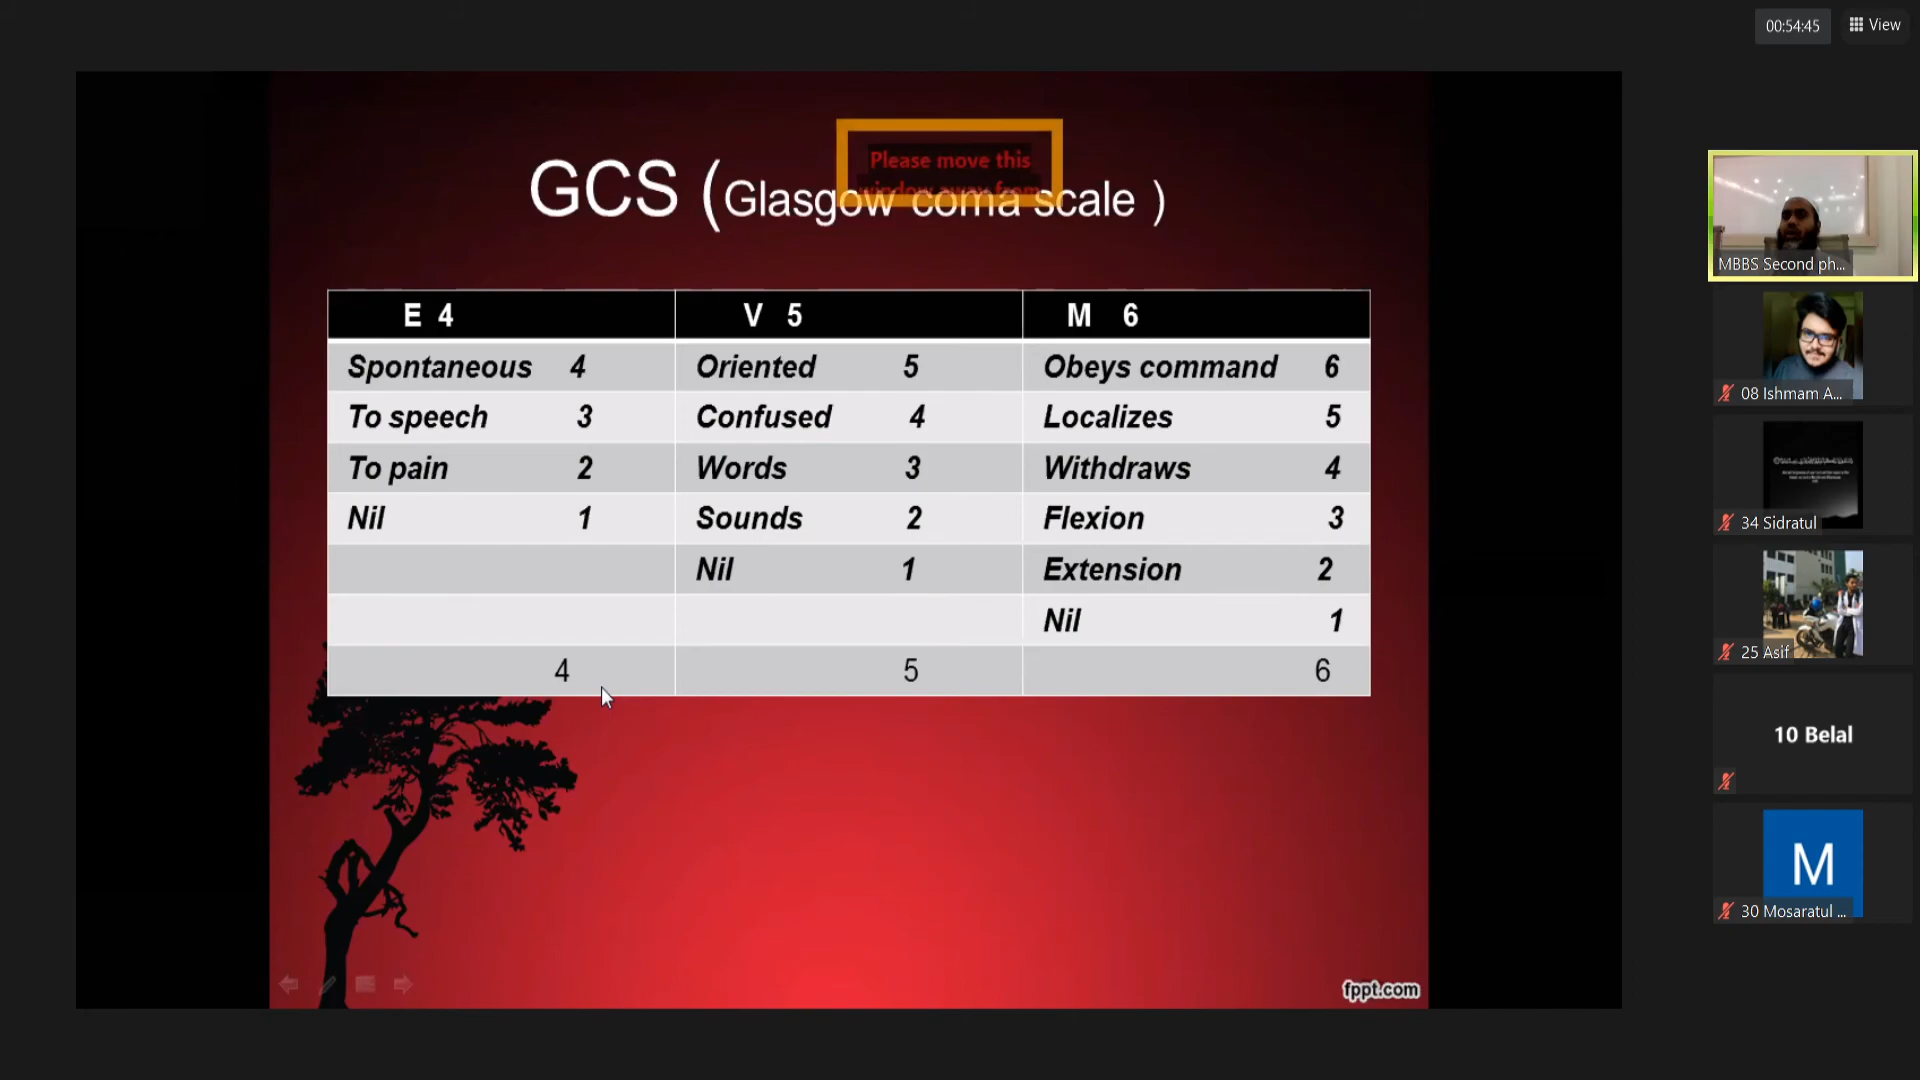 00:54:45 View
Please move this
window away from
GCS (Glasgow coma scale )
E 4 V 5 M 6
Spontaneous 4 Oriented 5 Obeys command 6
To speech 3 Confused 4 Localizes 5
To pain 2 Words 3 Withdraws 4
Nil 1 Sounds 2 Flexion 3
Nil 1 Extension 2
Nil 1
4 5 6
fppt.com
MBBS Second ph...
08 Ishmam A...
34 Sidratul
25 Asif
10 Belal
M
30 Mosaratul ...